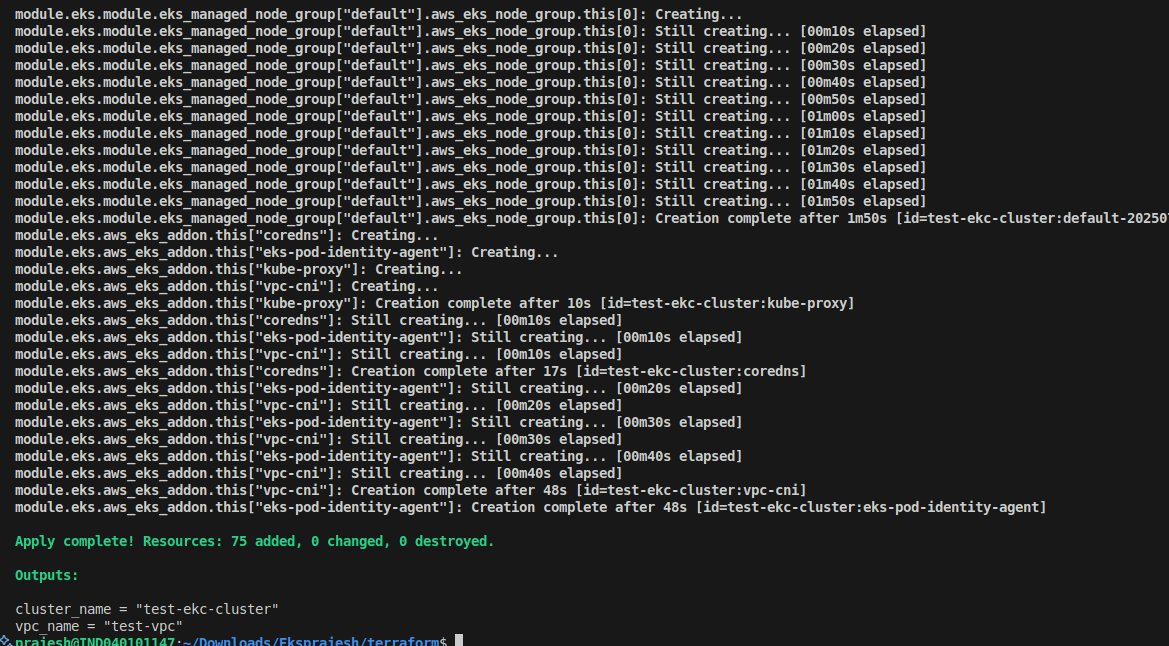 module.eks.module.eks_managed_node_group["default"].aws_eks_node_group.this[0]: Creating...
module.eks.module.eks_managed_node_group["default"].aws_eks_node_group.this[0]: Still creating... [00m10s elapsed]
module.eks.module.eks_managed_node_group["default"].aws_eks_node_group.this[0]: Still creating... [00m20s elapsed]
module.eks.module.eks_managed_node_group["default"].aws_eks_node_group.this[0]: Still creating... [00m30s elapsed]
module.eks.module.eks_managed_node_group["default"].aws_eks_node_group.this[0]: Still creating... [00m40s elapsed]
module.eks.module.eks_managed_node_group["default"].aws_eks_node_group.this[0]: Still creating... [00m50s elapsed]
module.eks.module.eks_managed_node_group["default"].aws_eks_node_group.this[0]: Still creating... [01m00s elapsed]
module.eks.module.eks_managed_node_group["default"].aws_eks_node_group.this[0]: Still creating... [01m10s elapsed]
module.eks.module.eks_managed_node_group["default"].aws_eks_node_group.this[0]: Still creating... [01m20s elapsed]
module.eks.module.eks_managed_node_group["default"].aws_eks_node_group.this[0]: Still creating... [01m30s elapsed]
module.eks.module.eks_managed_node_group["default"].aws_eks_node_group.this[0]: Still creating... [01m40s elapsed]
module.eks.module.eks_managed_node_group["default"].aws_eks_node_group.this[0]: Still creating... [01m50s elapsed]
module.eks.module.eks_managed_node_group["default"].aws_eks_node_group.this[0]: Creation complete after 1m50s [id=test-ekc-cluster:default-20250
module.eks.aws_eks_addon.this["coredns"]: Creating...
module.eks.aws_eks_addon.this["eks-pod-identity-agent"]: Creating...
module.eks.aws_eks_addon.this["kube-proxy"]: Creating...
module.eks.aws_eks_addon.this["vpc-cni"]: Creating...
module.eks.aws_eks_addon.this["kube-proxy"]: Creation complete after 10s [id=test-ekc-cluster:kube-proxy]
module.eks.aws_eks_addon.this["coredns"]: Still creating... [00m10s elapsed]
module.eks.aws_eks_addon.this["eks-pod-identity-agent"]: Still creating... [00m10s elapsed]
module.eks.aws_eks_addon.this["vpc-cni"]: Still creating... [00m10s elapsed]
module.eks.aws_eks_addon.this["coredns"]: Creation complete after 17s [id=test-ekc-cluster:coredns]
module.eks.aws_eks_addon.this["eks-pod-identity-agent"]: Still creating... [00m20s elapsed]
module.eks.aws_eks_addon.this["vpc-cni"]: Still creating... [00m20s elapsed]
module.eks.aws_eks_addon.this["eks-pod-identity-agent"]: Still creating... [00m30s elapsed]
module.eks.aws_eks_addon.this["vpc-cni"]: Still creating... [00m30s elapsed]
module.eks.aws_eks_addon.this["eks-pod-identity-agent"]: Still creating... [00m40s elapsed]
module.eks.aws_eks_addon.this["vpc-cni"]: Still creating... [00m40s elapsed]
module.eks.aws_eks_addon.this["vpc-cni"]: Creation complete after 48s [id=test-ekc-cluster:vpc-cni]
module.eks.aws_eks_addon.this["eks-pod-identity-agent"]: Creation complete after 48s [id=test-ekc-cluster:eks-pod-identity-agent]
Apply complete! Resources: 75 added, 0 changed, 0 destroyed.
Outputs:
cluster_name = "test-ekc-cluster"
vpc_name = "test-vpc"
prajesh@IND040101147:~/Downloads/Eksprajesh/terraform$